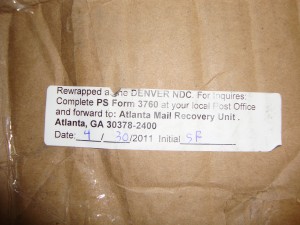 Rewrapped at the DENVER NDC. For Inquires:
Complete PS Form 3760 at your local Post Office
and forward to: Atlanta Mail Recovery Unit .
Atlanta, GA 30378-2400
Date: 4 / 30/2011 Initial SF